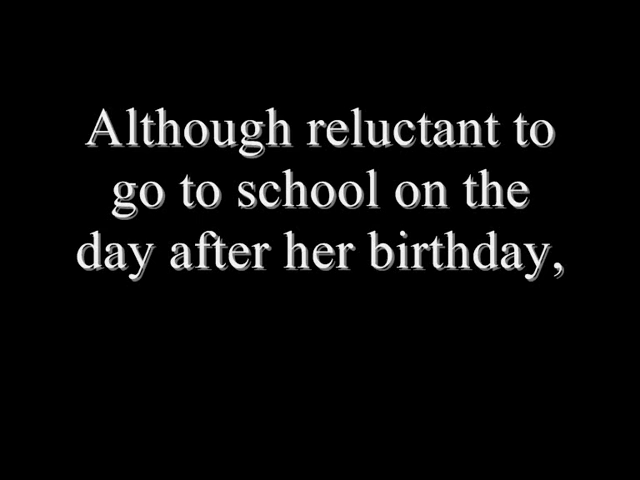 Although reluctant to
go to school on the
day after her birthday,